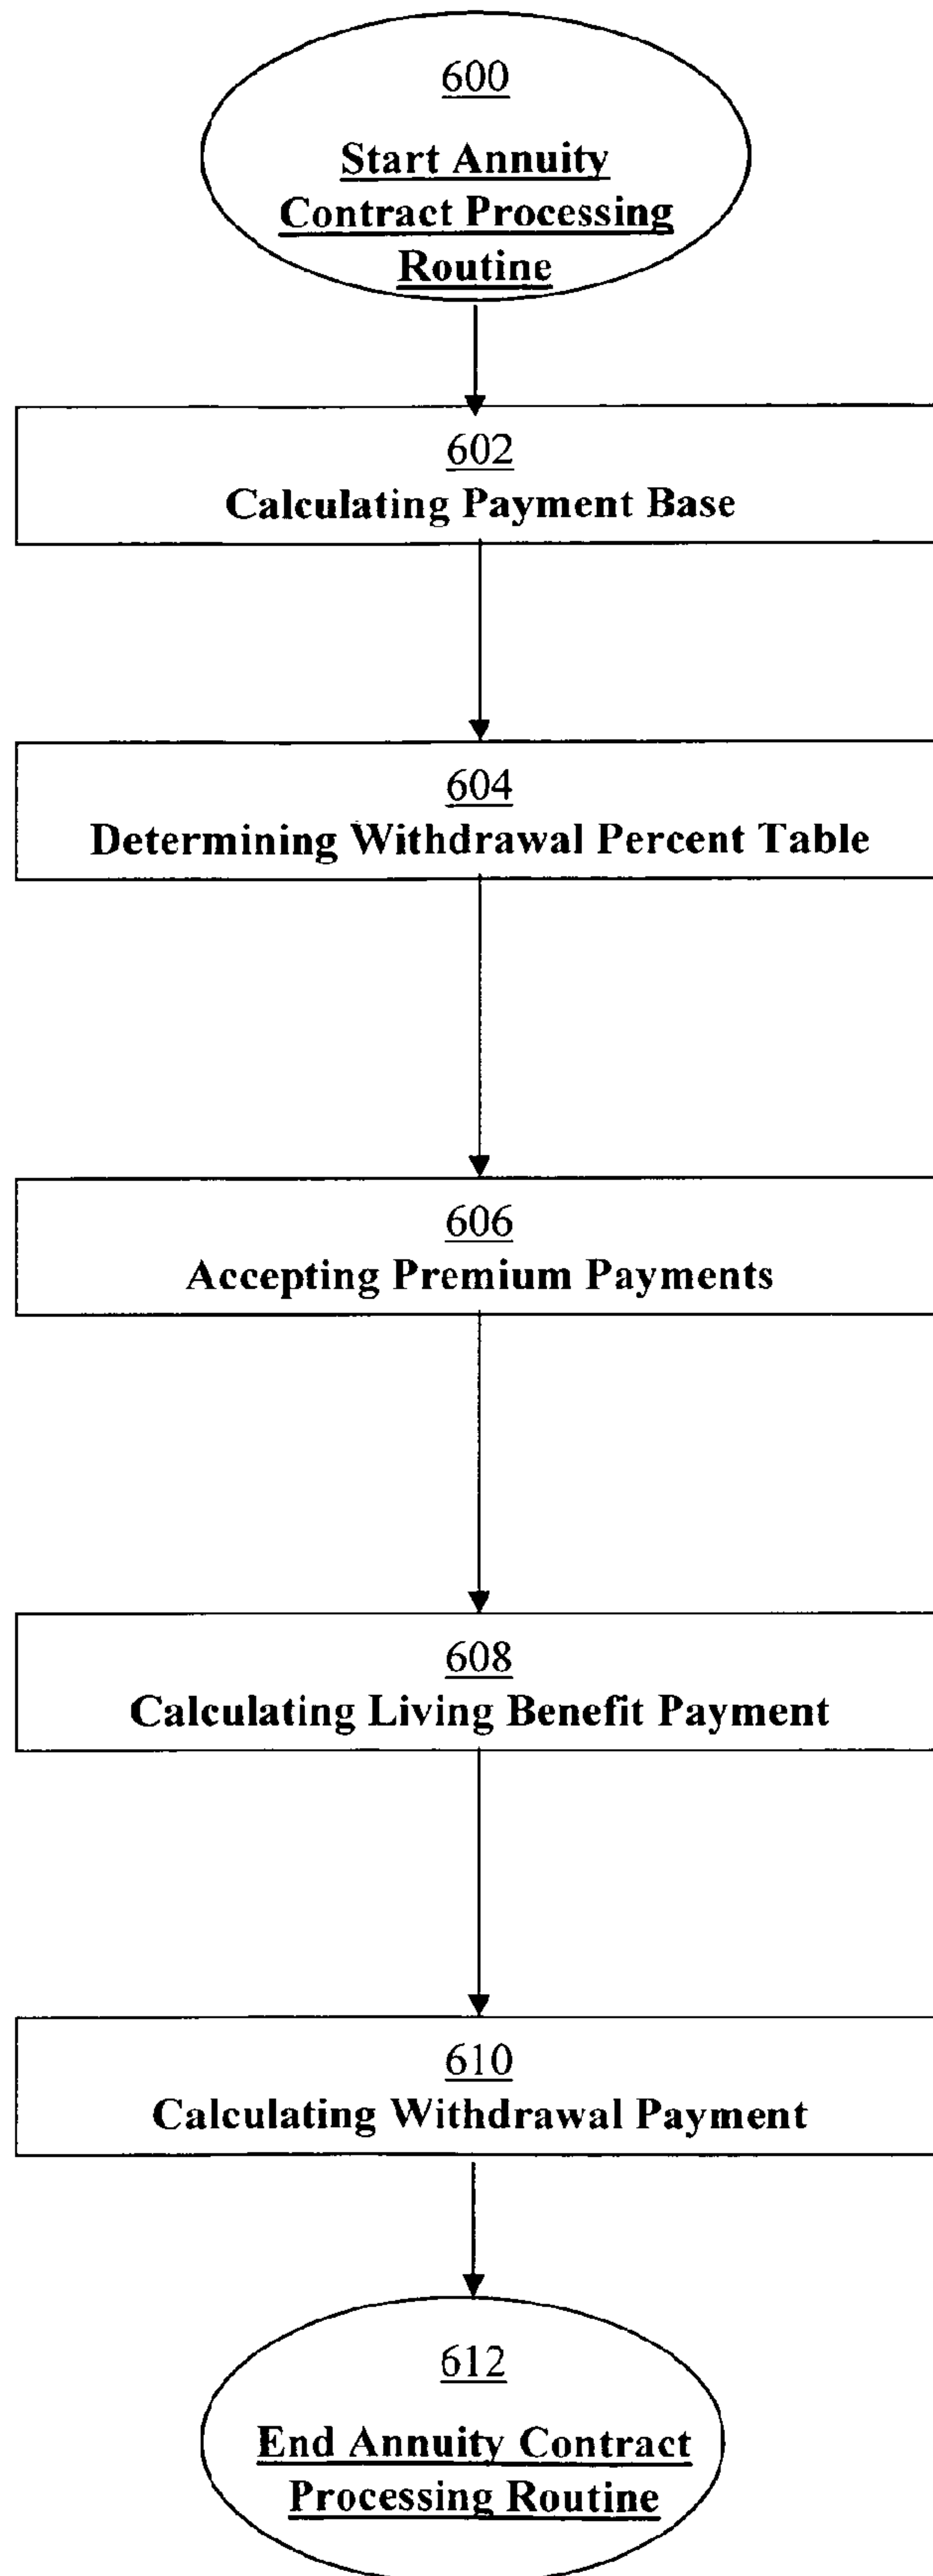 600
Start Annuity
Contract Processing
Routine
602
Calculating Payment Base
604
Determining Withdrawal Percent Table
606
Accepting Premium Payments
608
Calculating Living Benefit Payment
610
Calculating Withdrawal Payment
612
End Annuity Contract
Processing Routine